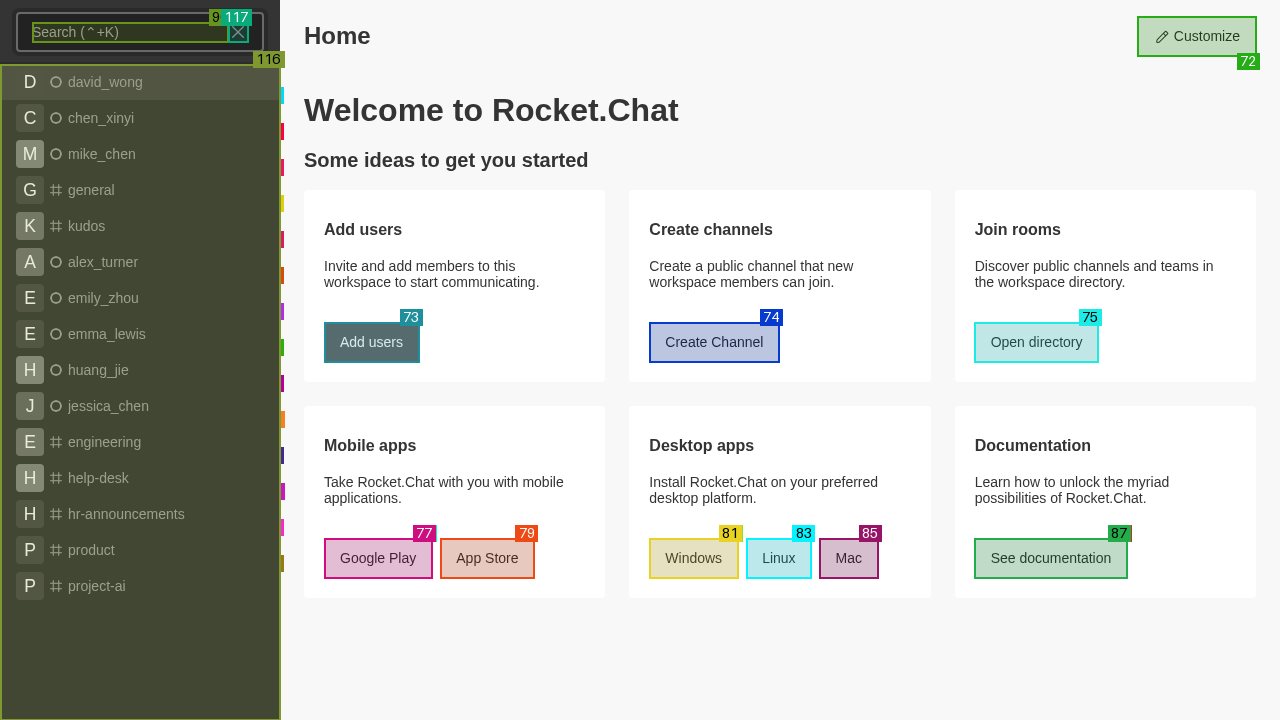 Search (⌃+K)
9
117
116
D david_wong
C chen_xinyi
M mike_chen
G general
K kudos
A alex_turner
E emily_zhou
E emma_lewis
H huang_jie
J jessica_chen
E engineering
H help-desk
H hr-announcements
P product
P project-ai
Home
Customize
72
Welcome to Rocket.Chat
Some ideas to get you started
Add users
Invite and add members to this
workspace to start communicating.
73
Add users
Create channels
Create a public channel that new
workspace members can join.
74
Create Channel
Join rooms
Discover public channels and teams in
the workspace directory.
75
Open directory
Mobile apps
Take Rocket.Chat with you with mobile
applications.
77
Google Play
79
App Store
Desktop apps
Install Rocket.Chat on your preferred
desktop platform.
81
Windows
83
Linux
85
Mac
Documentation
Learn how to unlock the myriad
possibilities of Rocket.Chat.
87
See documentation